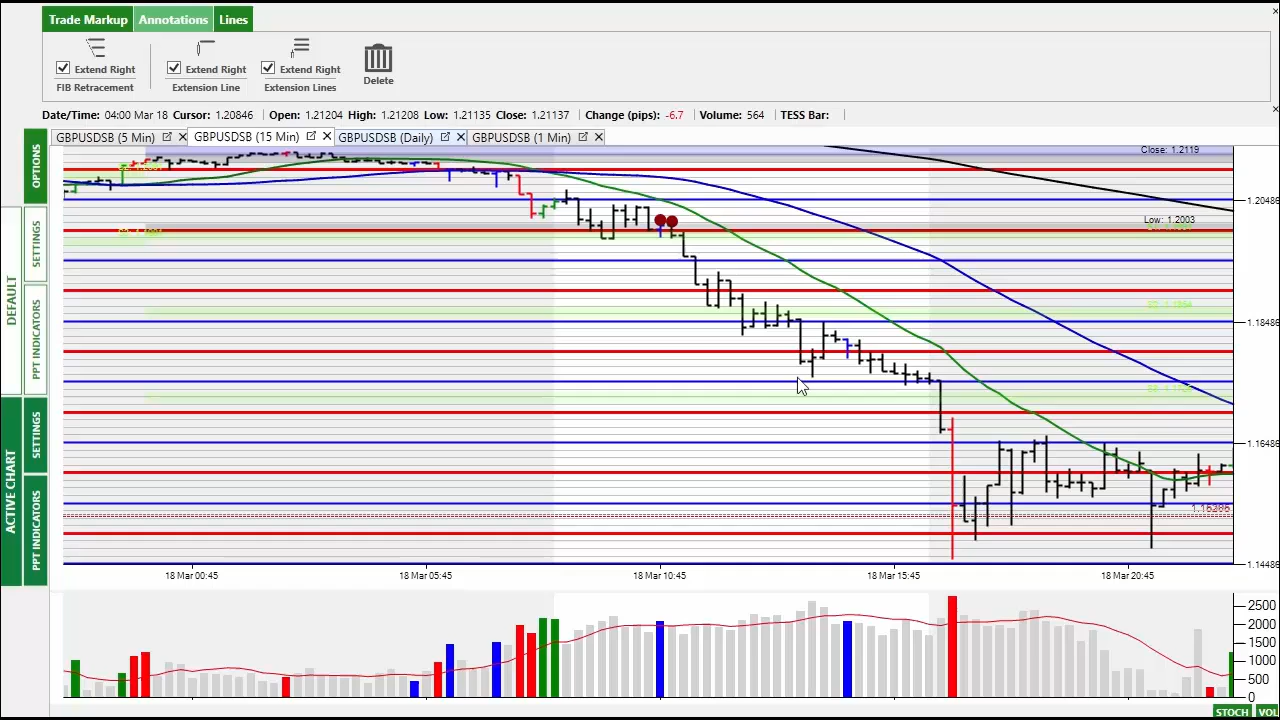 Trade Markup Annotations Lines
Extend Right Extend Right Extend Right
FIB Retracement Extension Line Extension Lines Delete
Date/Time: 04:00 Mar 18 Cursor: 1.20846 Open: 1.21204 High: 1.21208 Low: 1.21135 Close: 1.21137 Change (pips): -6.7 Volume: 564 TESS Bar:
GBPUSDSB (5 Min) GBPUSDSB (15 Min) GBPUSDSB (Daily) GBPUSDSB (1 Min)
OPTIONS
SETTINGS
PPT INDICATORS
DEFAULT
SETTINGS
PPT INDICATORS
ACTIVE CHART
Close: 1.2119
1.20486
Low: 1.2003
1.18486
1.16486
1.14486
18 Mar 00:45 18 Mar 05:45 18 Mar 10:45 18 Mar 15:45 18 Mar 20:45
2500
2000
1500
1000
500
0
STOCH VOL